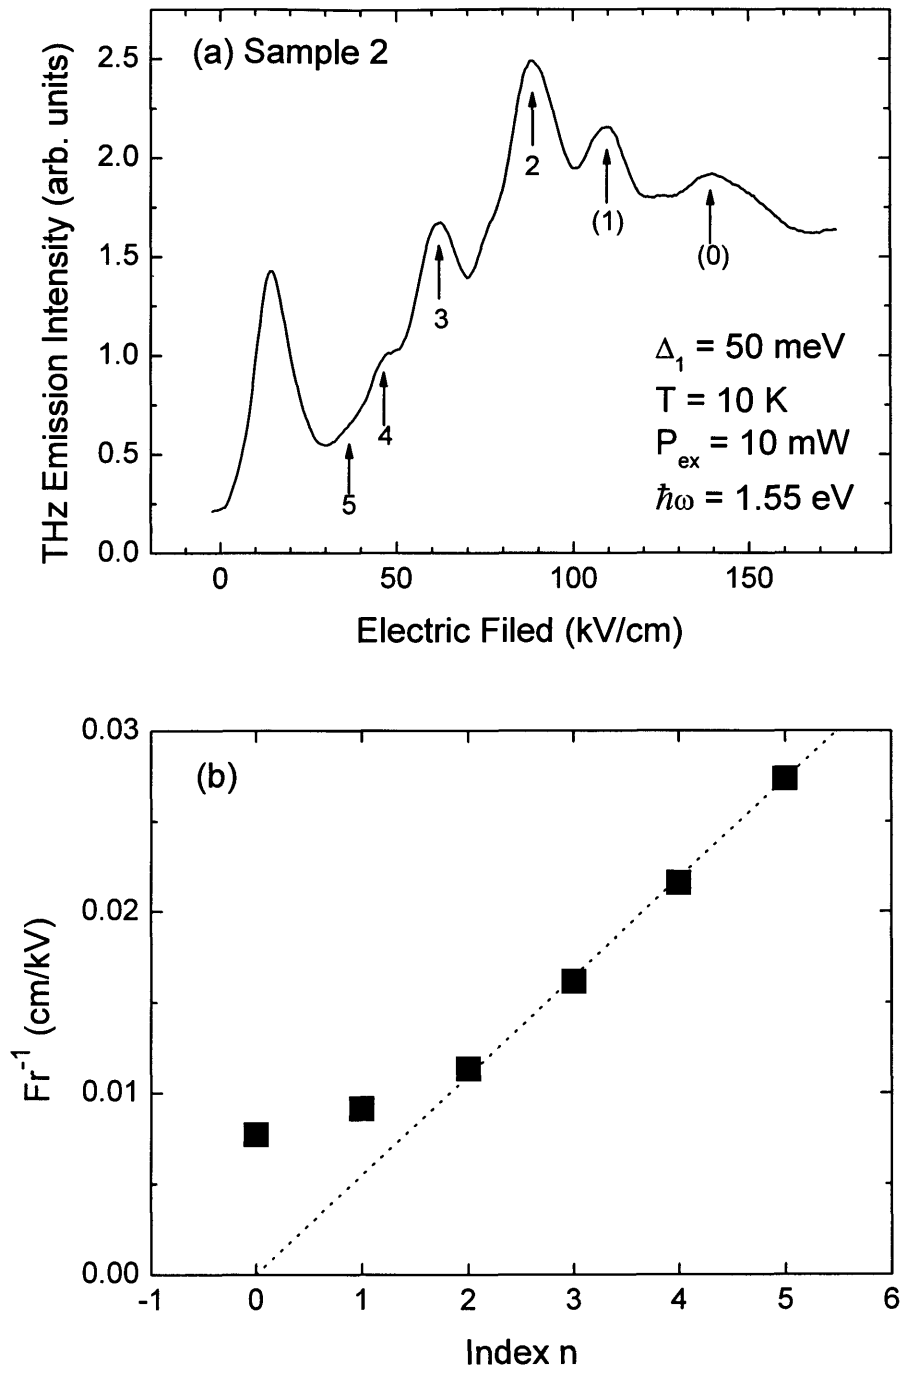 (a) Sample 2
THz Emission Intensity (arb. units)
2.5
2.0
1.5
1.0
0.5
0.0
5
4
3
2
(1)
(0)
Δ₁ = 50 meV
T = 10 K
Pₑₓ = 10 mW
ħω = 1.55 eV
0 50 100 150
Electric Filed (kV/cm)
(b)
Fr⁻¹ (cm/kV)
0.03
0.02
0.01
0.00
-1 0 1 2 3 4 5 6
Index n